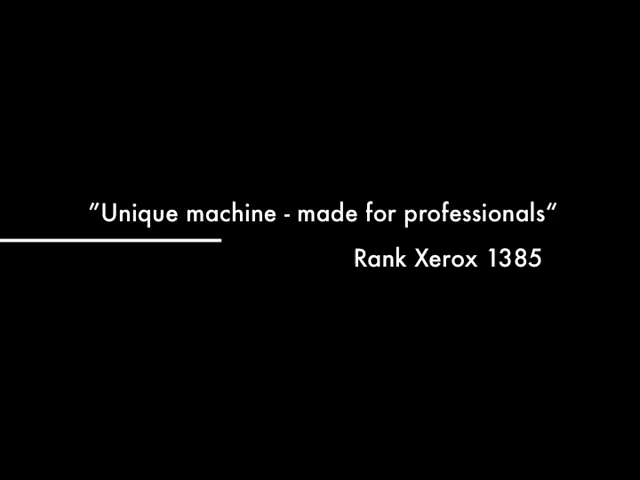 ”Unique machine - made for professionals“
Rank Xerox 1385